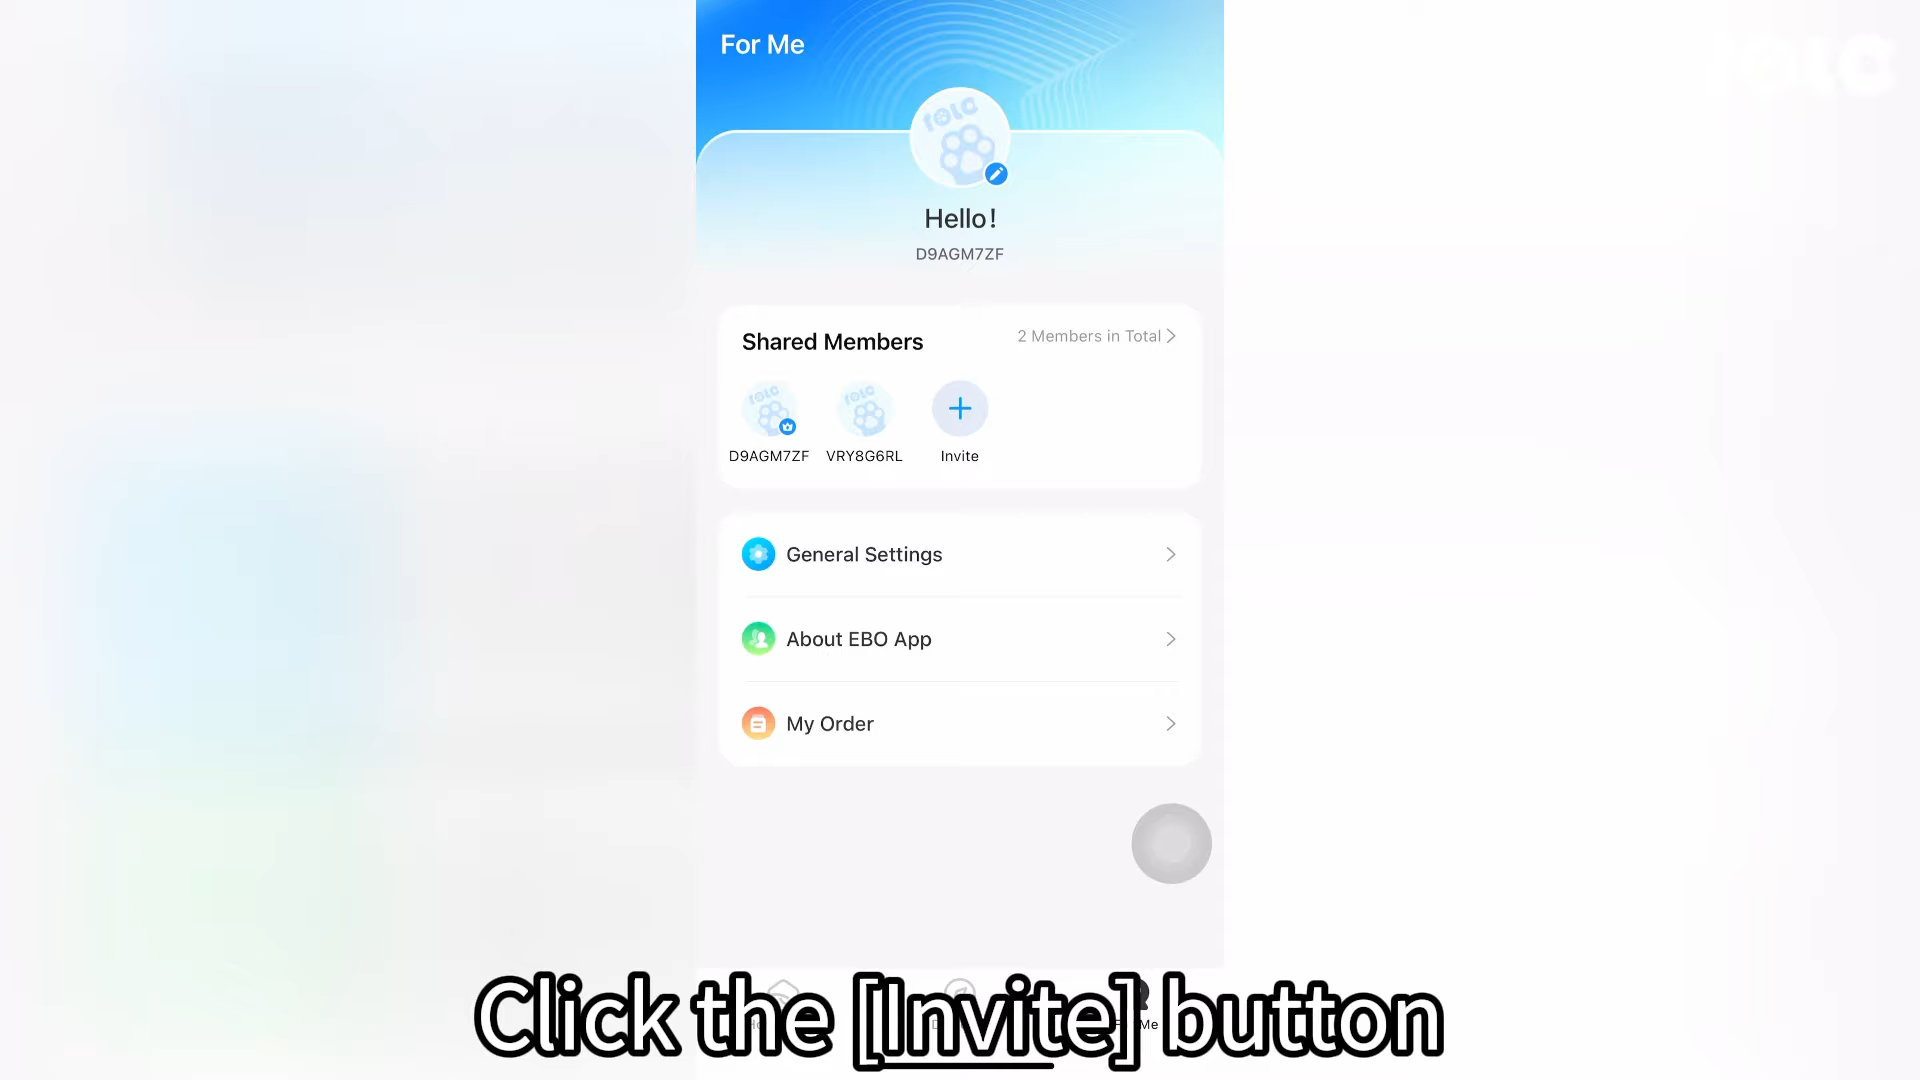 For Me
Hello!
D9AGM7ZF
Shared Members
2 Members in Total
D9AGM7ZF
VRY8G6RL
Invite
General Settings
About EBO App
My Order
Me
Click the [Invite] button